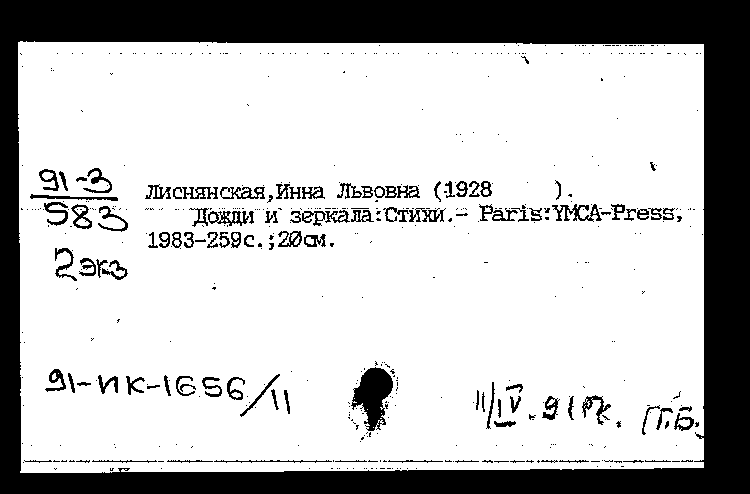 91-3 Лиснянская,Инна Львовна (1928 ).
583 Дожди и зеркала:Стихи.- Paris:YMCA-Press,
1983-259с.;20см.
2экз
91-ИК-1656/11
11/IV.91 [Т.Б.]